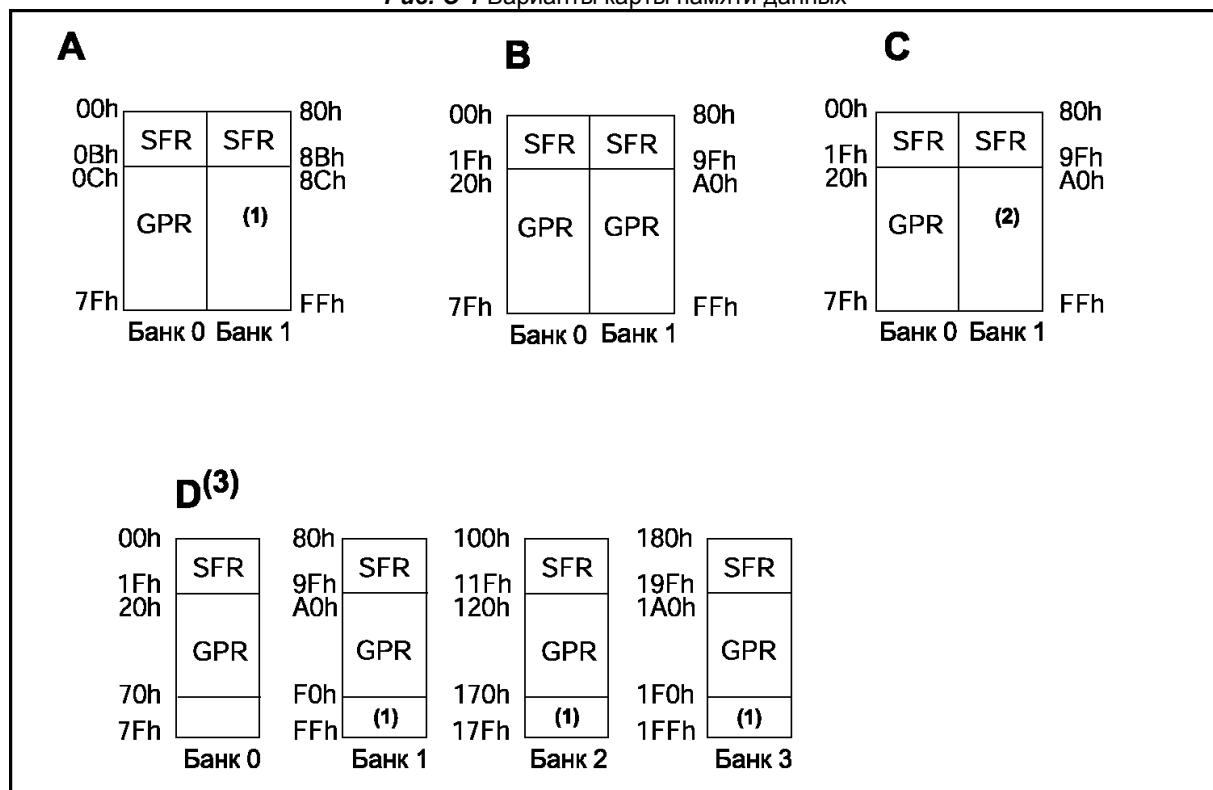 Варианты карты памяти данных
A
00h
80h
SFR
SFR
0Bh
8Bh
0Ch
8Ch
GPR
(1)
7Fh
FFh
Банк 0 Банк 1
B
00h
80h
SFR
SFR
1Fh
9Fh
20h
A0h
GPR
GPR
7Fh
FFh
Банк 0 Банк 1
C
00h
80h
SFR
SFR
1Fh
9Fh
20h
A0h
GPR
(2)
7Fh
FFh
Банк 0 Банк 1
D(3)
00h
SFR
1Fh
20h
GPR
70h
7Fh
Банк 0
80h
SFR
9Fh
A0h
GPR
F0h
(1)
FFh
Банк 1
100h
SFR
11Fh
120h
GPR
170h
(1)
17Fh
Банк 2
180h
SFR
19Fh
1A0h
GPR
1F0h
(1)
1FFh
Банк 3